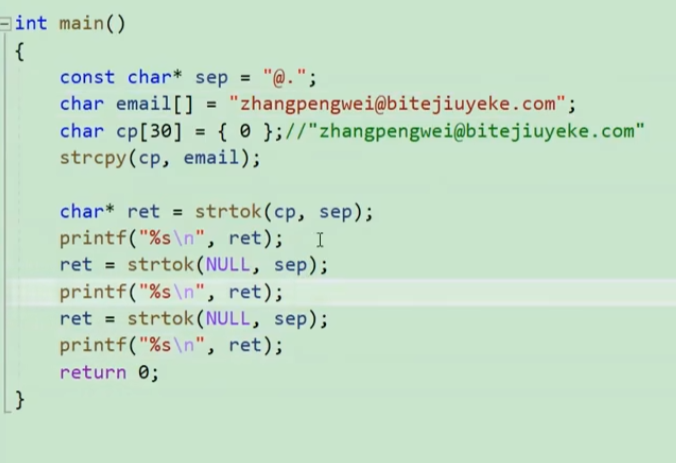 int main()
{
const char* sep = "@.";
char email[] = "zhangpengwei@bitejiuyeke.com";
char cp[30] = { 0 };//"zhangpengwei@bitejiuyeke.com"
strcpy(cp, email);
char* ret = strtok(cp, sep);
printf("%s\n", ret);
ret = strtok(NULL, sep);
printf("%s\n", ret);
ret = strtok(NULL, sep);
printf("%s\n", ret);
return 0;
}